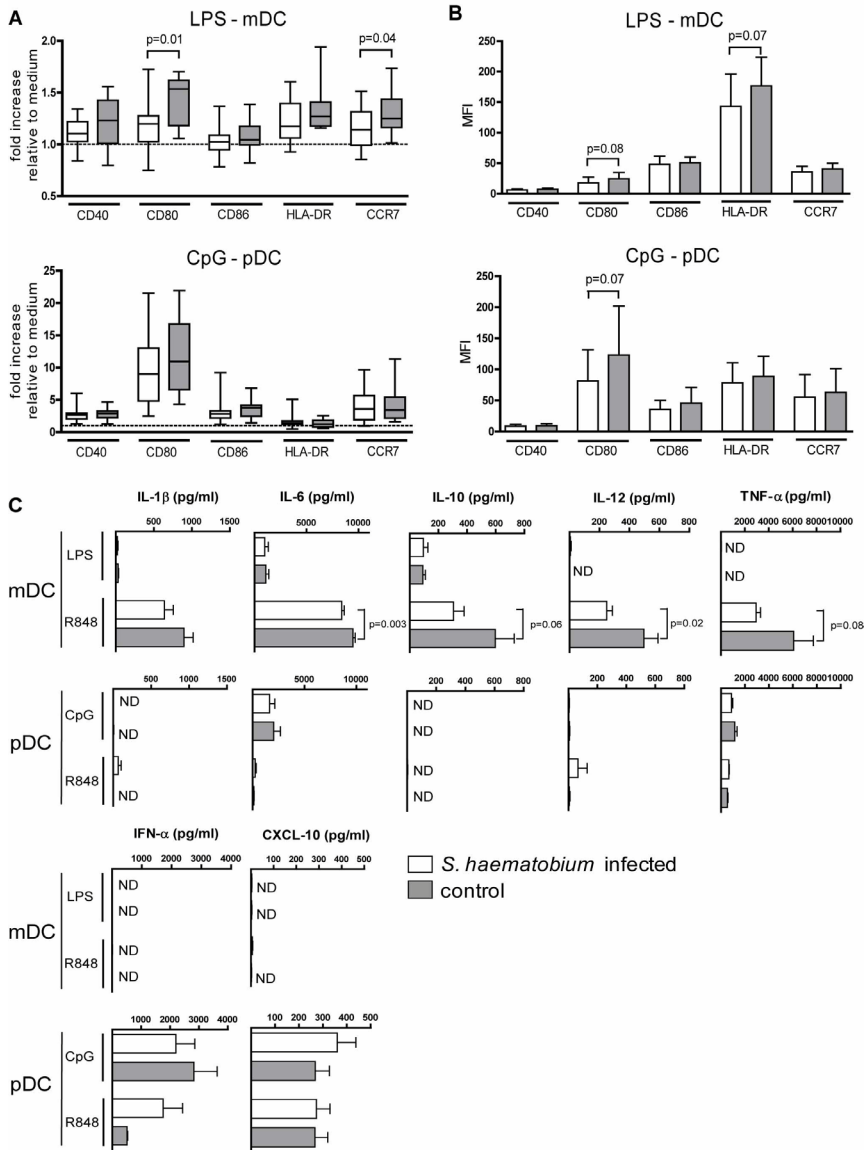 A
LPS - mDC
fold increase
relative to medium
2.0
1.5
1.0
0.5
p=0.01
p=0.04
CD40 CD80 CD86 HLA-DR CCR7
CpG - pDC
fold increase
relative to medium
25
20
15
10
5
0
CD40 CD80 CD86 HLA-DR CCR7
B
LPS - mDC
MFI
250
200
150
100
50
0
p=0.08
p=0.07
CD40 CD80 CD86 HLA-DR CCR7
CpG - pDC
MFI
250
200
150
100
50
0
p=0.07
CD40 CD80 CD86 HLA-DR CCR7
C
IL-1β (pg/ml) IL-6 (pg/ml) IL-10 (pg/ml) IL-12 (pg/ml) TNF-α (pg/ml)
500 1000 1500 5000 10000 200 400 600 800 200 400 600 800 2000 4000 6000 8000 10000
mDC
LPS
ND ND
ND
R848
p=0.003 p=0.06 p=0.02 p=0.08
500 1000 1500 5000 10000 200 400 600 800 200 400 600 800 2000 4000 6000 8000 10000
pDC
CpG
ND ND
ND ND
R848
ND
ND ND
IFN-α (pg/ml) CXCL-10 (pg/ml)
1000 2000 3000 4000 100 200 300 400 500
mDC
LPS
ND ND
ND ND
R848
ND
ND ND
S. haematobium infected
control
1000 2000 3000 4000 100 200 300 400 500
pDC
CpG
R848